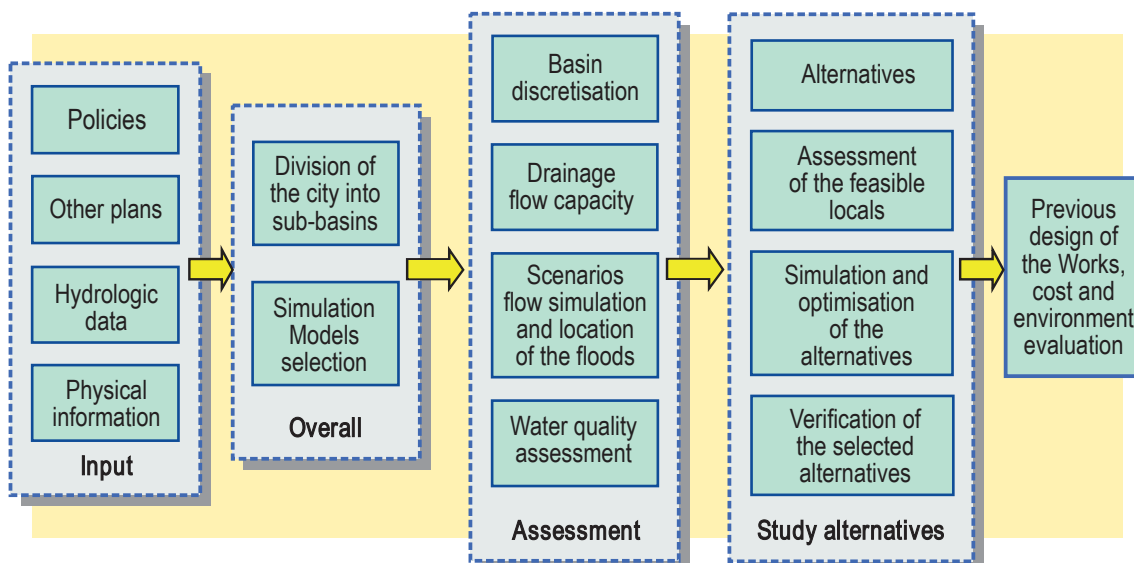 Policies
Other plans
Hydrologic
data
Physical
information
Input
Division of
the city into
sub-basins
Simulation
Models
selection
Overall
Basin
discretisation
Drainage
flow capacity
Scenarios
flow simulation
and location
of the floods
Water quality
assessment
Assessment
Alternatives
Assessment
of the feasible
locals
Simulation and
optimisation
of the
alternatives
Verification of
the selected
alternatives
Study alternatives
Previous
design of
the Works,
cost and
environment
evaluation